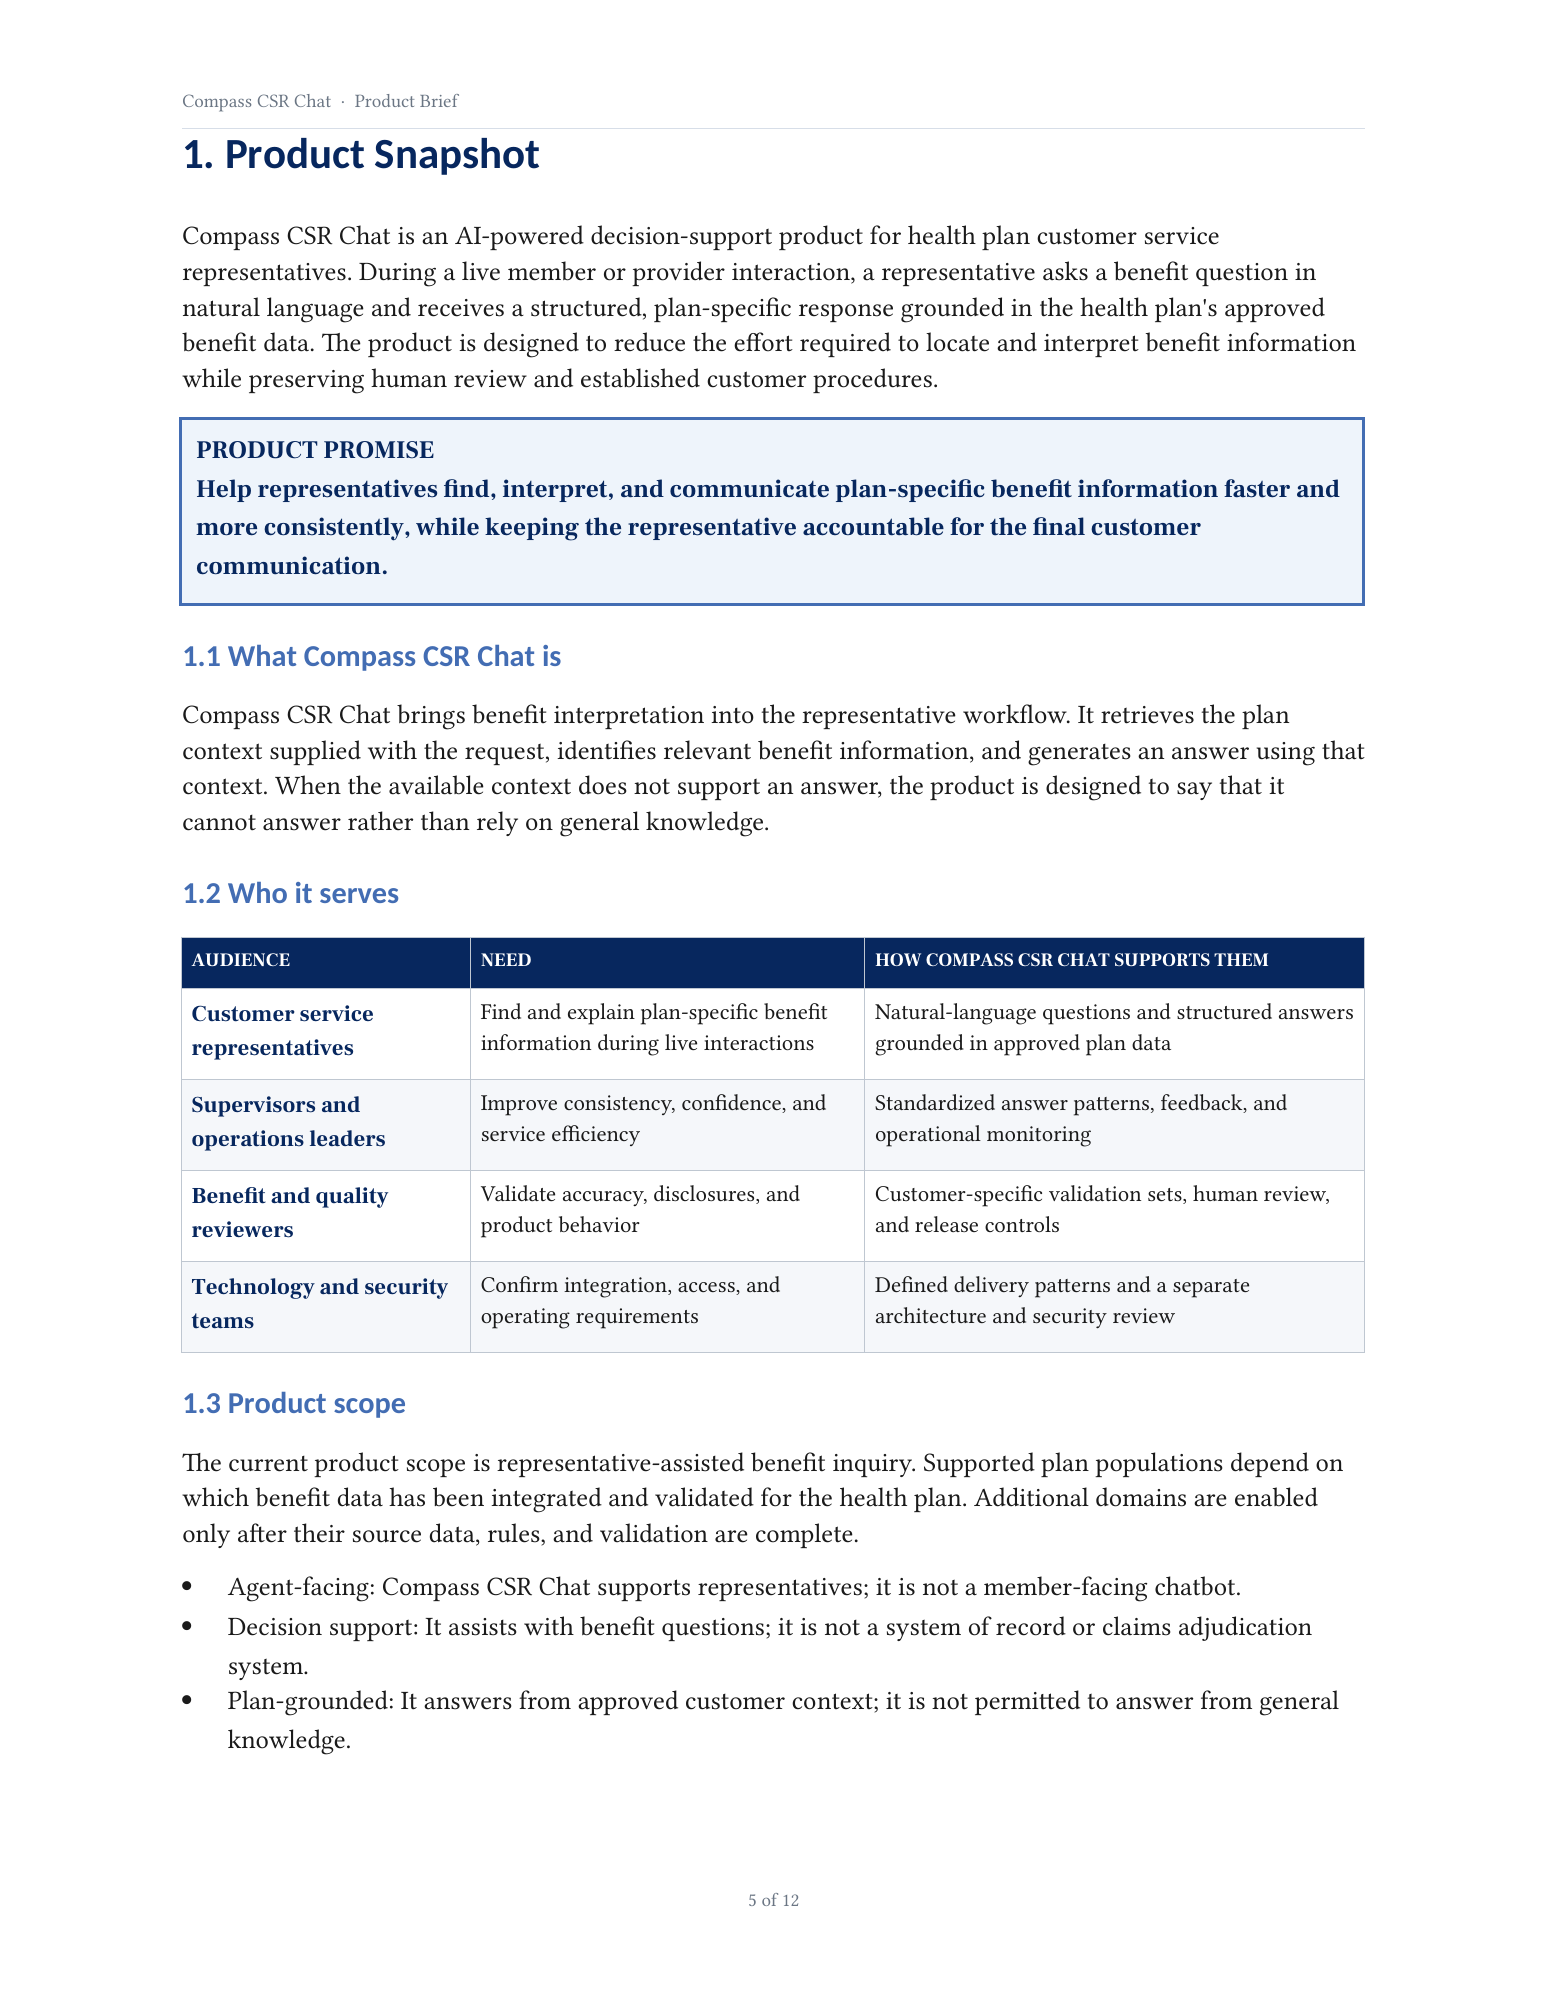 Compass CSR Chat · Product Brief
1. Product Snapshot
Compass CSR Chat is an AI-powered decision-support product for health plan customer service
representatives. During a live member or provider interaction, a representative asks a benefit question in
natural language and receives a structured, plan-specific response grounded in the health plan's approved
benefit data. The product is designed to reduce the effort required to locate and interpret benefit information
while preserving human review and established customer procedures.
PRODUCT PROMISE
Help representatives find, interpret, and communicate plan-specific benefit information faster and
more consistently, while keeping the representative accountable for the final customer
communication.
1.1 What Compass CSR Chat is
Compass CSR Chat brings benefit interpretation into the representative workflow. It retrieves the plan
context supplied with the request, identifies relevant benefit information, and generates an answer using that
context. When the available context does not support an answer, the product is designed to say that it
cannot answer rather than rely on general knowledge.
1.2 Who it serves
AUDIENCE
NEED
HOW COMPASS CSR CHAT SUPPORTS THEM
Customer service
representatives
Find and explain plan-specific benefit
information during live interactions
Natural-language questions and structured answers
grounded in approved plan data
Supervisors and
operations leaders
Improve consistency, confidence, and
service efficiency
Standardized answer patterns, feedback, and
operational monitoring
Benefit and quality
reviewers
Validate accuracy, disclosures, and
product behavior
Customer-specific validation sets, human review,
and release controls
Technology and security
teams
Confirm integration, access, and
operating requirements
Defined delivery patterns and a separate
architecture and security review
1.3 Product scope
The current product scope is representative-assisted benefit inquiry. Supported plan populations depend on
which benefit data has been integrated and validated for the health plan. Additional domains are enabled
only after their source data, rules, and validation are complete.
• Agent-facing: Compass CSR Chat supports representatives; it is not a member-facing chatbot.
• Decision support: It assists with benefit questions; it is not a system of record or claims adjudication
system.
• Plan-grounded: It answers from approved customer context; it is not permitted to answer from general
knowledge.
5 of 12